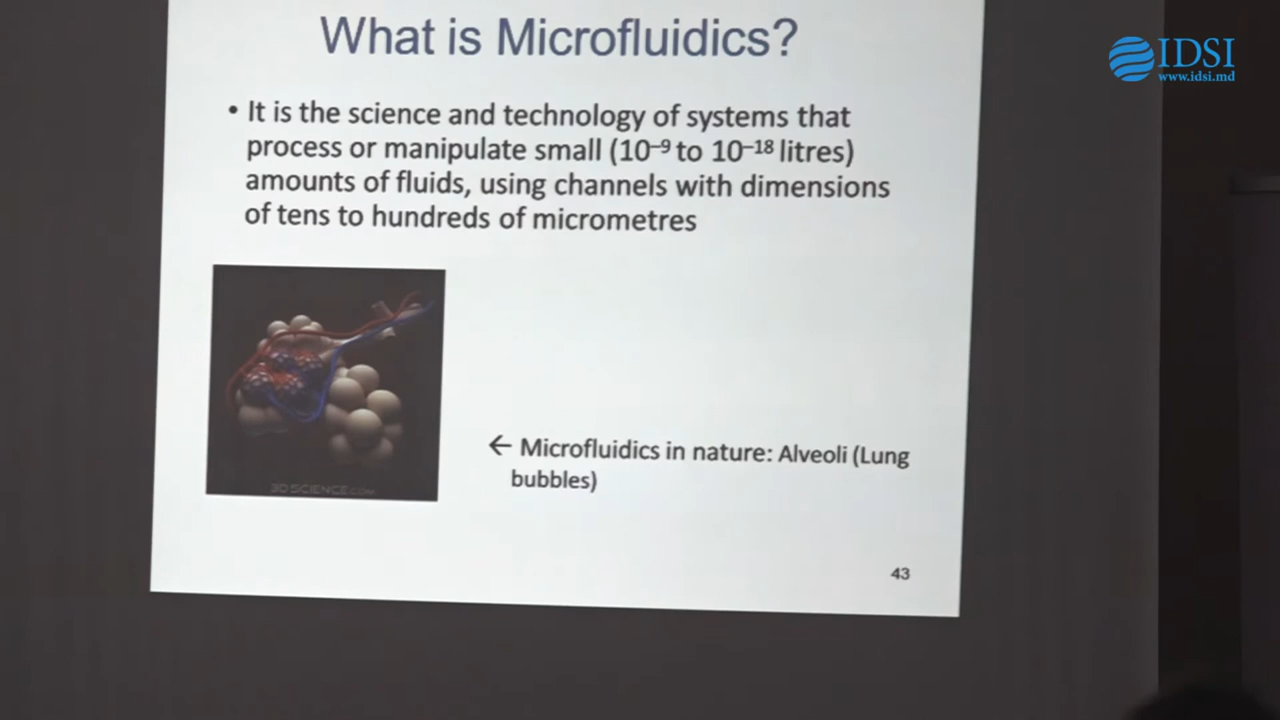 What is Microfluidics?
IDSI
www.idsi.md
• It is the science and technology of systems that
process or manipulate small (10⁻⁹ to 10⁻¹⁸ litres)
amounts of fluids, using channels with dimensions
of tens to hundreds of micrometres
3DSCIENCE.COM
← Microfluidics in nature: Alveoli (Lung
bubbles)
43